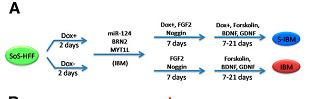 A
Dox+
2 days
SoS-HFF
Dox-
2 days
miR-124
BRN2
MYT1L
(IBM)
Dox+, FGF2
Noggin
7 days
Dox+, Forskolin,
BDNF, GDNF
7-21 days
S-IBM
FGF2
Noggin
7 days
Forskolin,
BDNF, GDNF
7-21 days
IBM